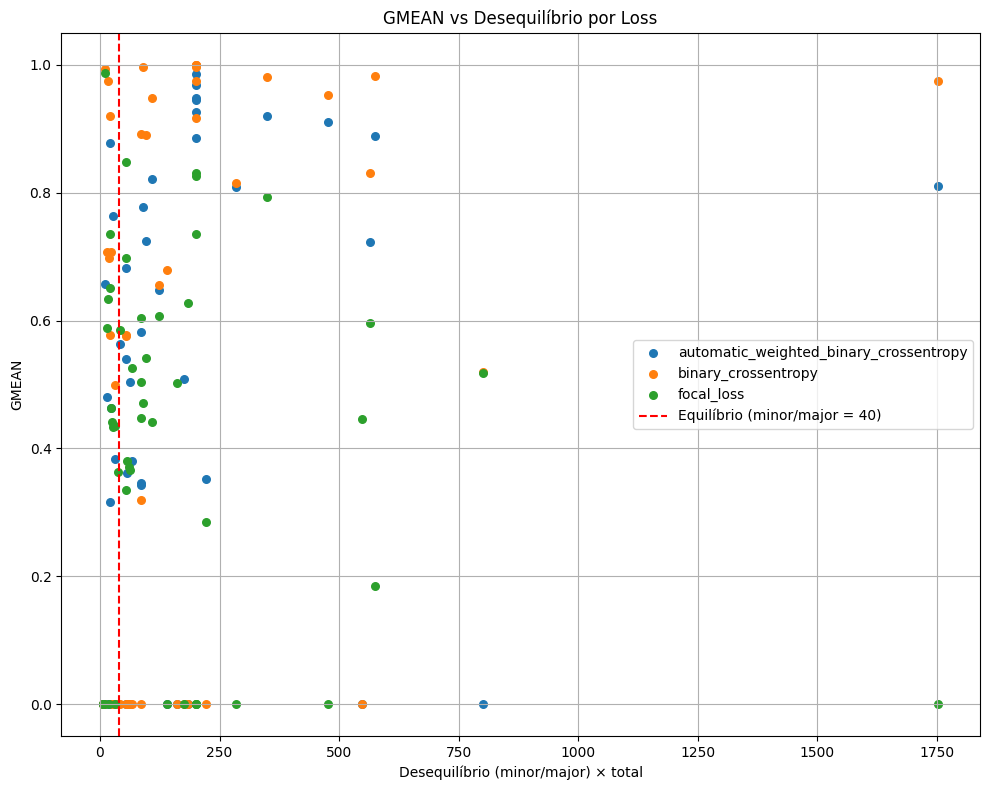 GMEAN vs Desequilíbrio por Loss
GMEAN
1.0
0.8
0.6
0.4
0.2
0.0
automatic_weighted_binary_crossentropy
binary_crossentropy
focal_loss
Equilíbrio (minor/major = 40)
0 250 500 750 1000 1250 1500 1750
Desequilíbrio (minor/major) × total